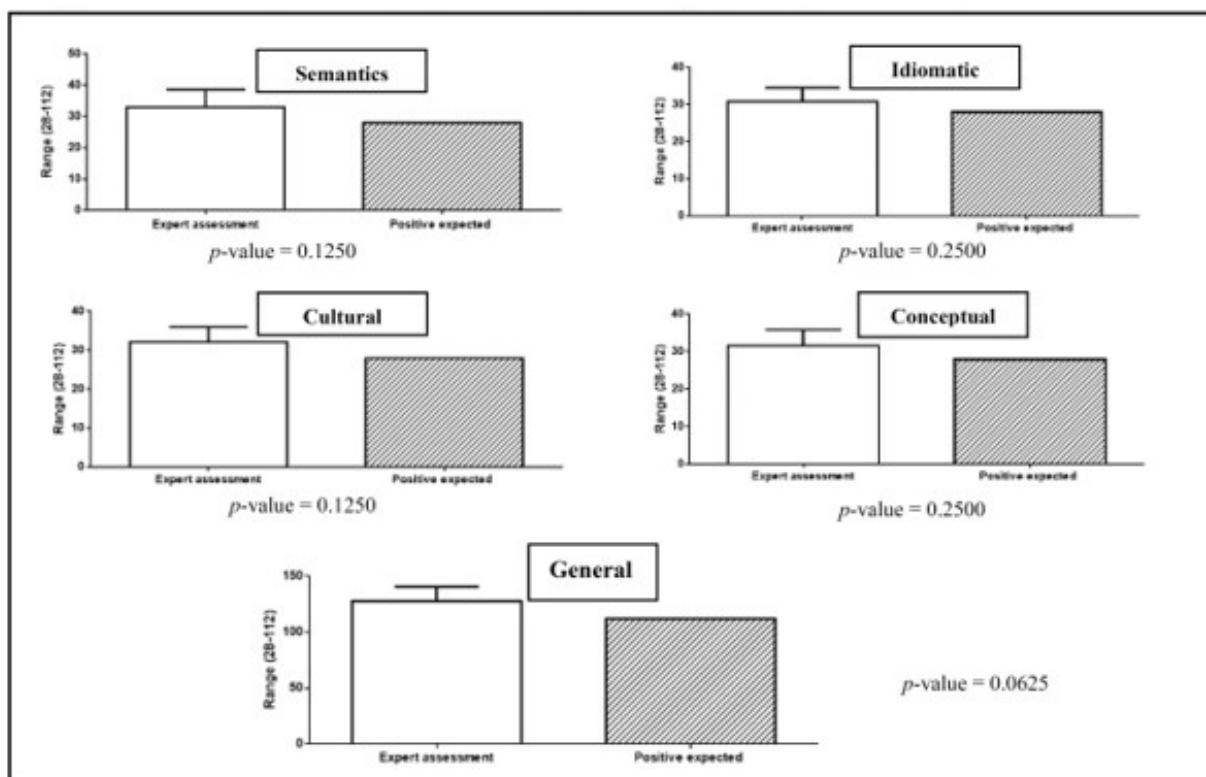 Semantics
Range (28-112)
50
40
30
20
10
0
Expert assessment Positive expected
p-value = 0.1250
Idiomatic
Range (28-112)
40
30
20
10
0
Expert assessment Positive expected
p-value = 0.2500
Cultural
Range (28-112)
40
30
20
10
0
Expert assessment Positive expected
p-value = 0.1250
Conceptual
Range (28-112)
40
30
20
10
0
Expert assessment Positive expected
p-value = 0.2500
General
Range (28-112)
150
100
50
0
Expert assessment Positive expected
p-value = 0.0625